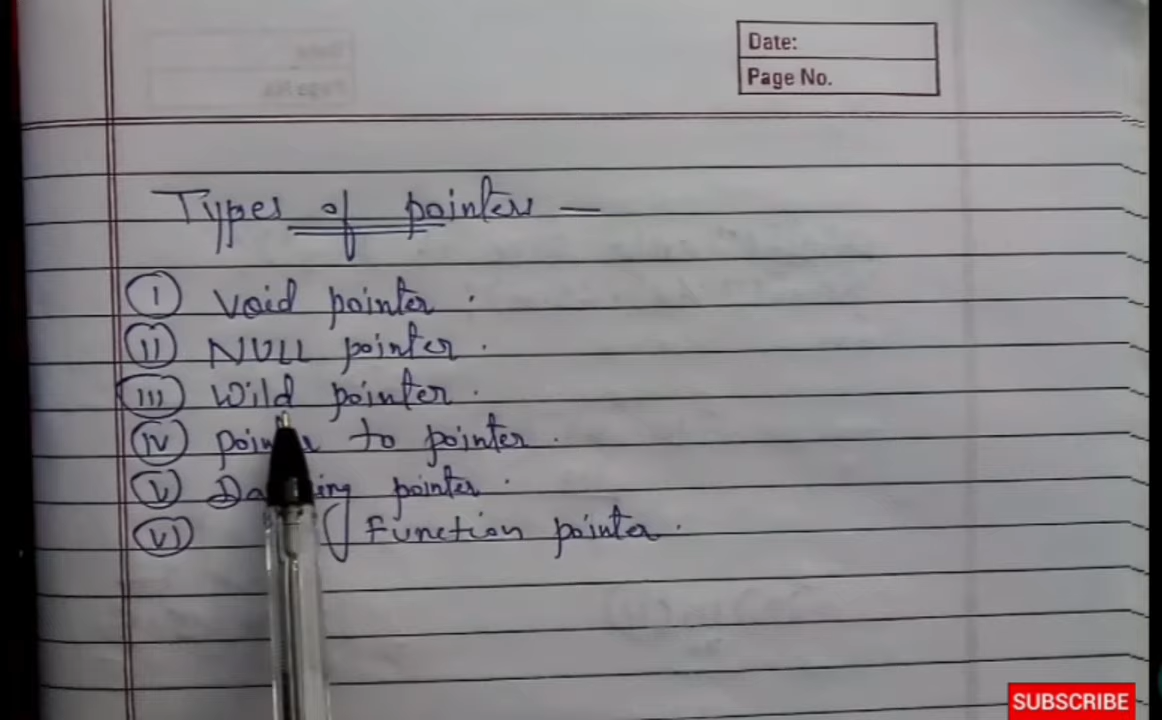 Date:
Page No.
Types of pointers —
(I) Void pointer .
(II) NULL pointer .
(III) Wild pointer .
(IV) to pointer .
(V) pointer .
(VI) Function pointer .
SUBSCRIBE